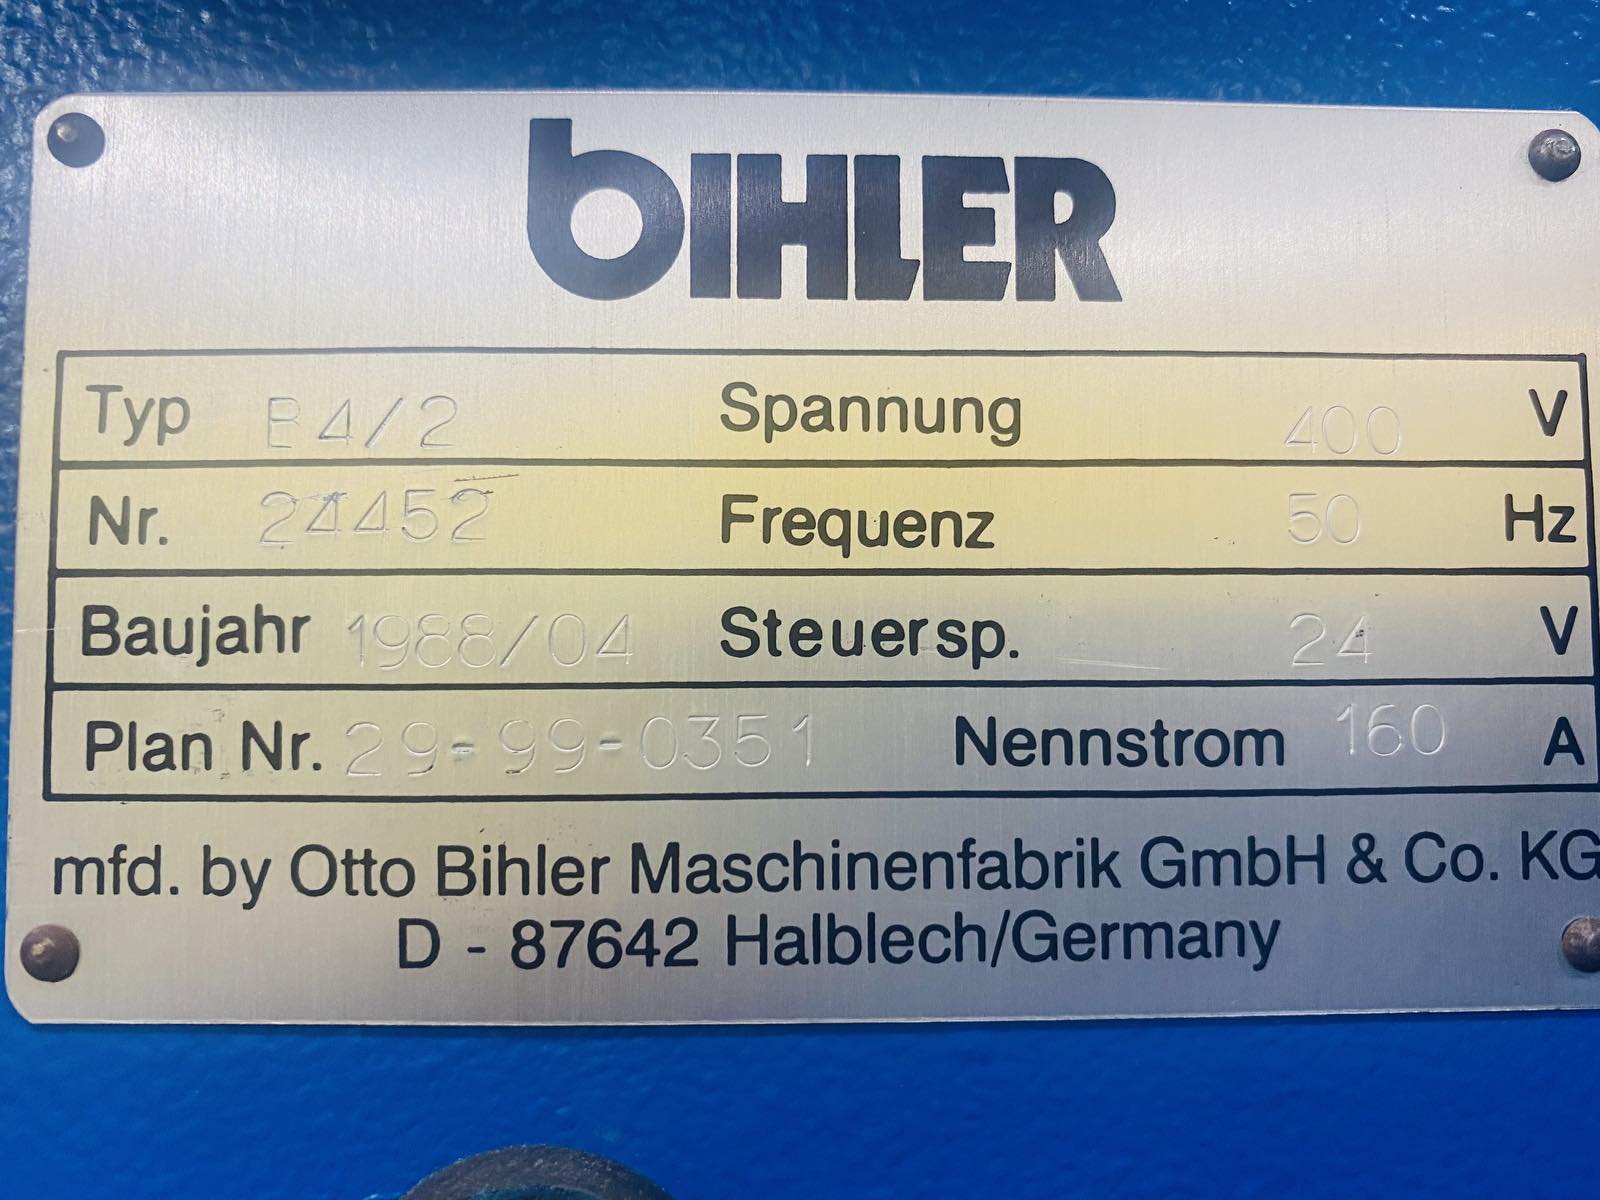 bIHLER
Typ B4/2 Spannung 400 V
Nr. 24452 Frequenz 50 Hz
Baujahr 1988/04 Steuersp. 24 V
Plan Nr. 29-99-0351 Nennstrom 160 A
mfd. by Otto Bihler Maschinenfabrik GmbH & Co. KG
D - 87642 Halblech/Germany